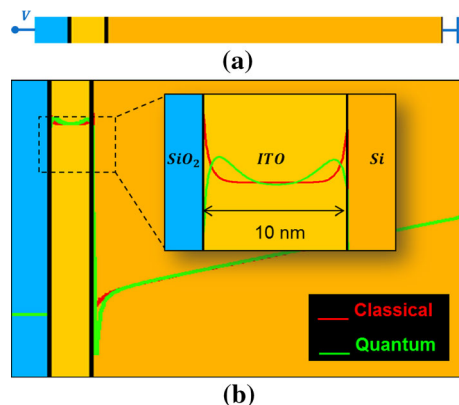 V
(a)
SiO₂ ITO Si
10 nm
Classical
Quantum
(b)